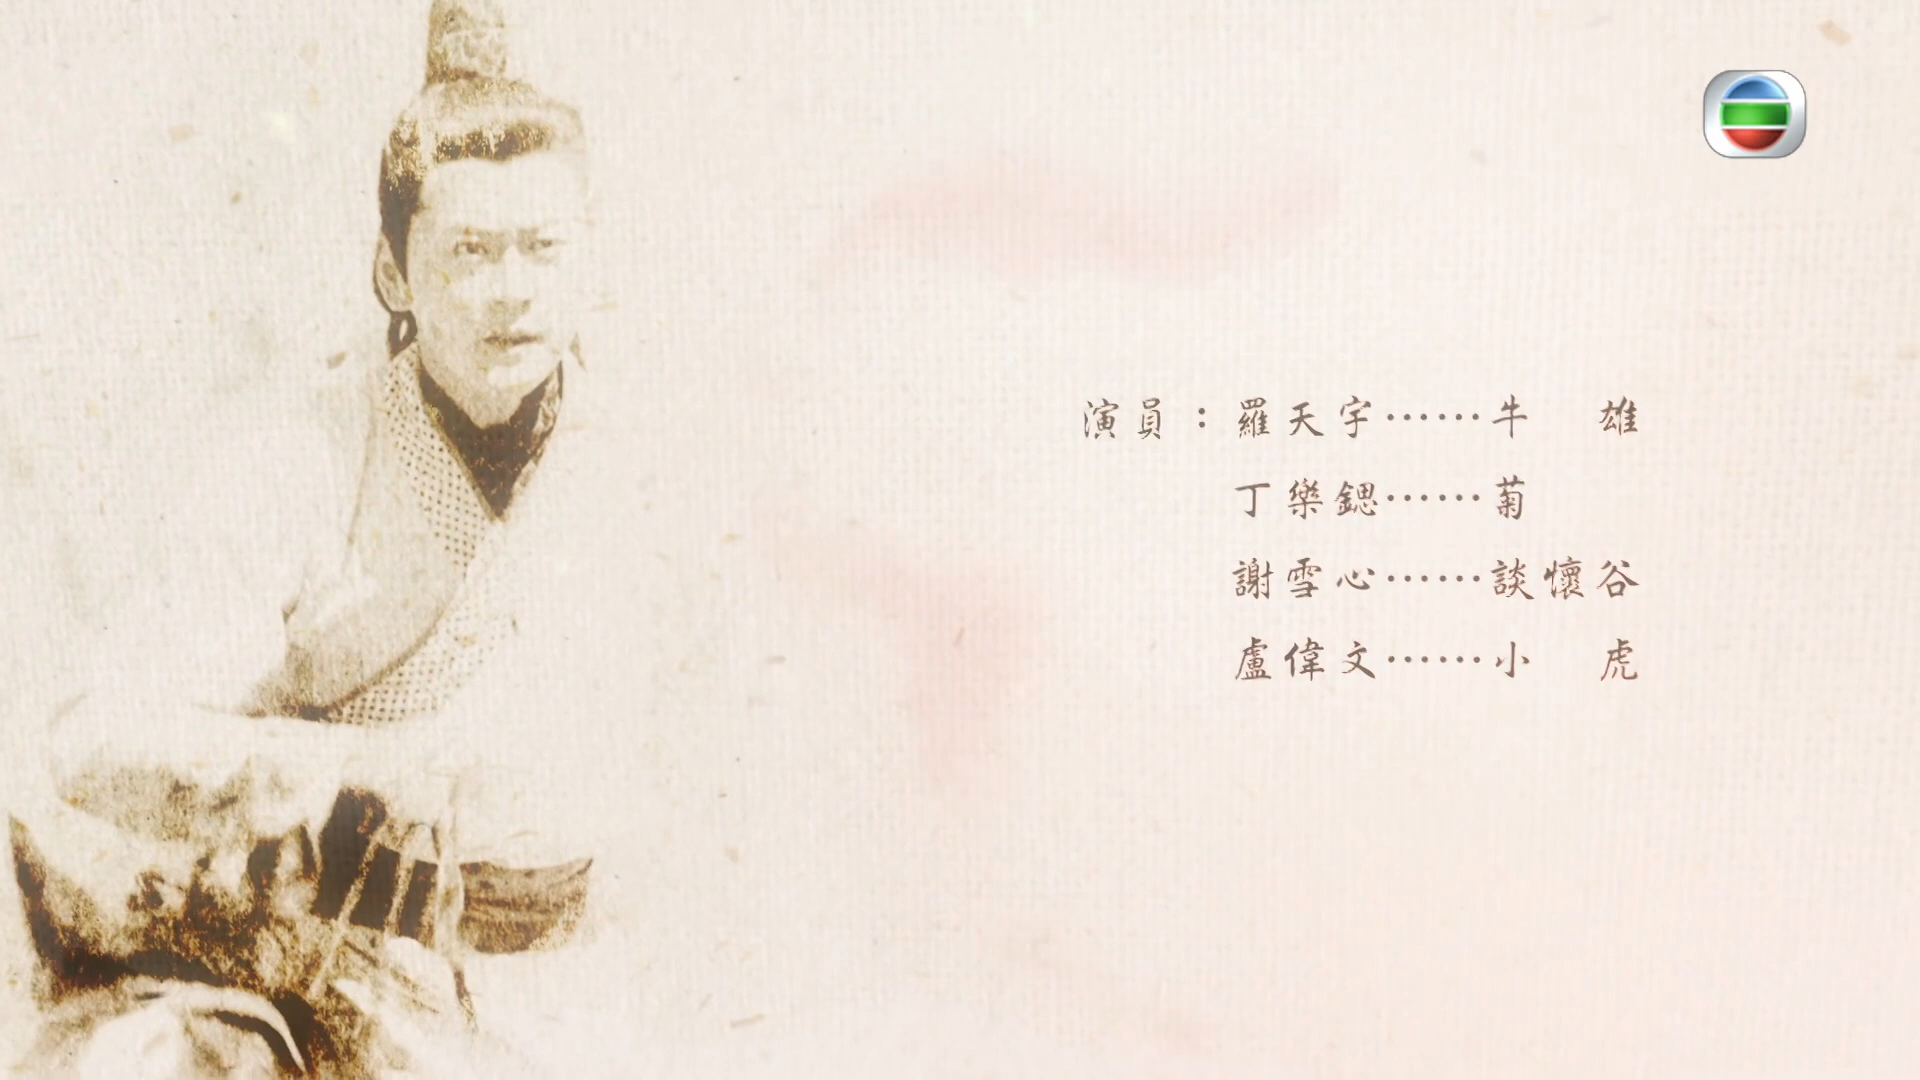 演員：羅天宇⋯⋯牛　雄
丁樂鍶⋯⋯菊
謝雪心⋯⋯談懷谷
盧偉文⋯⋯小　虎